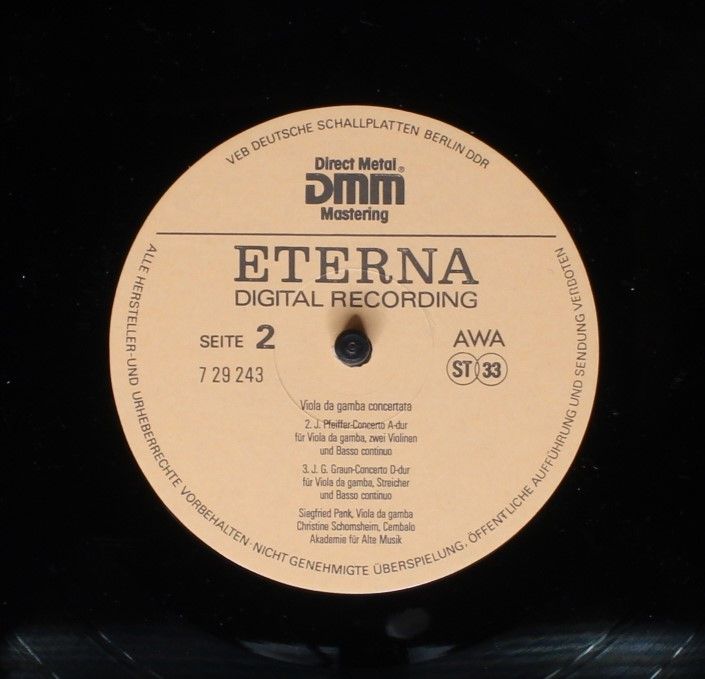 VEB DEUTSCHE SCHALLPLATTEN BERLIN DDR
Direct Metal
DMM®
Mastering
ETERNA
DIGITAL RECORDING
SEITE 2
AWA
7 29 243
ST 33
Viola da gamba concertata
2. J. Pfeiffer-Concerto A-dur
für Viola da gamba, zwei Violinen
und Basso continuo
3. J. G. Graun-Concerto D-dur
für Viola da gamba, Streicher
und Basso continuo
Siegfried Pank, Viola da gamba
Christine Schornsheim, Cembalo
Akademie für Alte Musik
ALLE HERSTELLER-UND URHEBERRECHTE VORBEHALTEN·NICHT GENEHMIGTE ÜBERSPIELUNG, ÖFFENTLICHE AUFFÜHRUNG UND SENDUNG VERBOTEN